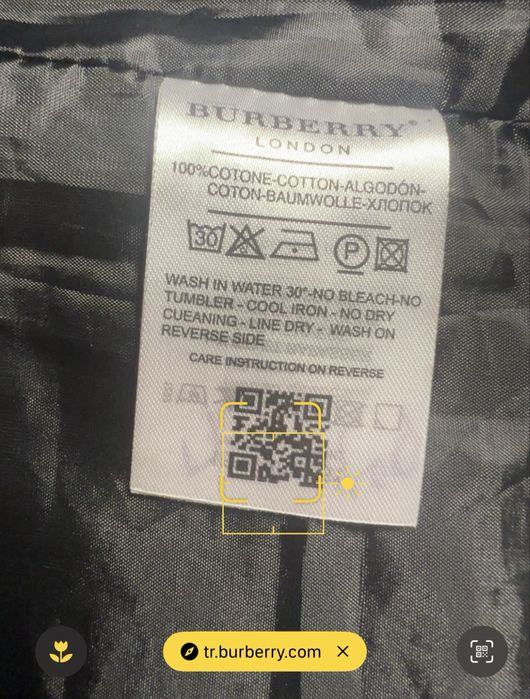 BURBERRY®
LONDON
100%COTONE-COTTON-ALGODÓN-
COTON-BAUMWOLLE-ХЛОПОК
30
P
WASH IN WATER 30°-NO BLEACH-NO
TUMBLER - COOL IRON - NO DRY
CUEANING - LINE DRY - WASH ON
REVERSE SIDE
CARE INSTRUCTION ON REVERSE
tr.burberry.com ×